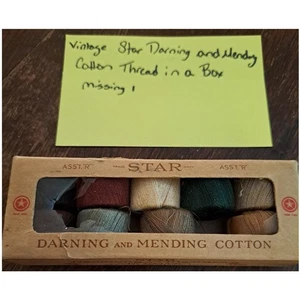 Vintage Star Darning and Mending
Cotton Thread in a Box
Missing 1
ASST'D STAR ASST'D
DARNING AND MENDING COTTON